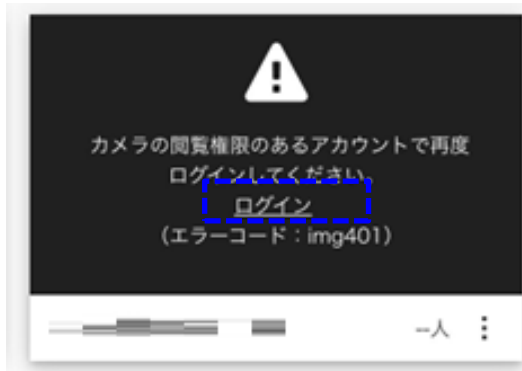 カメラの閲覧権限のあるアカウントで再度
ログインしてください。
ログイン
(エラーコード：img401)
--人